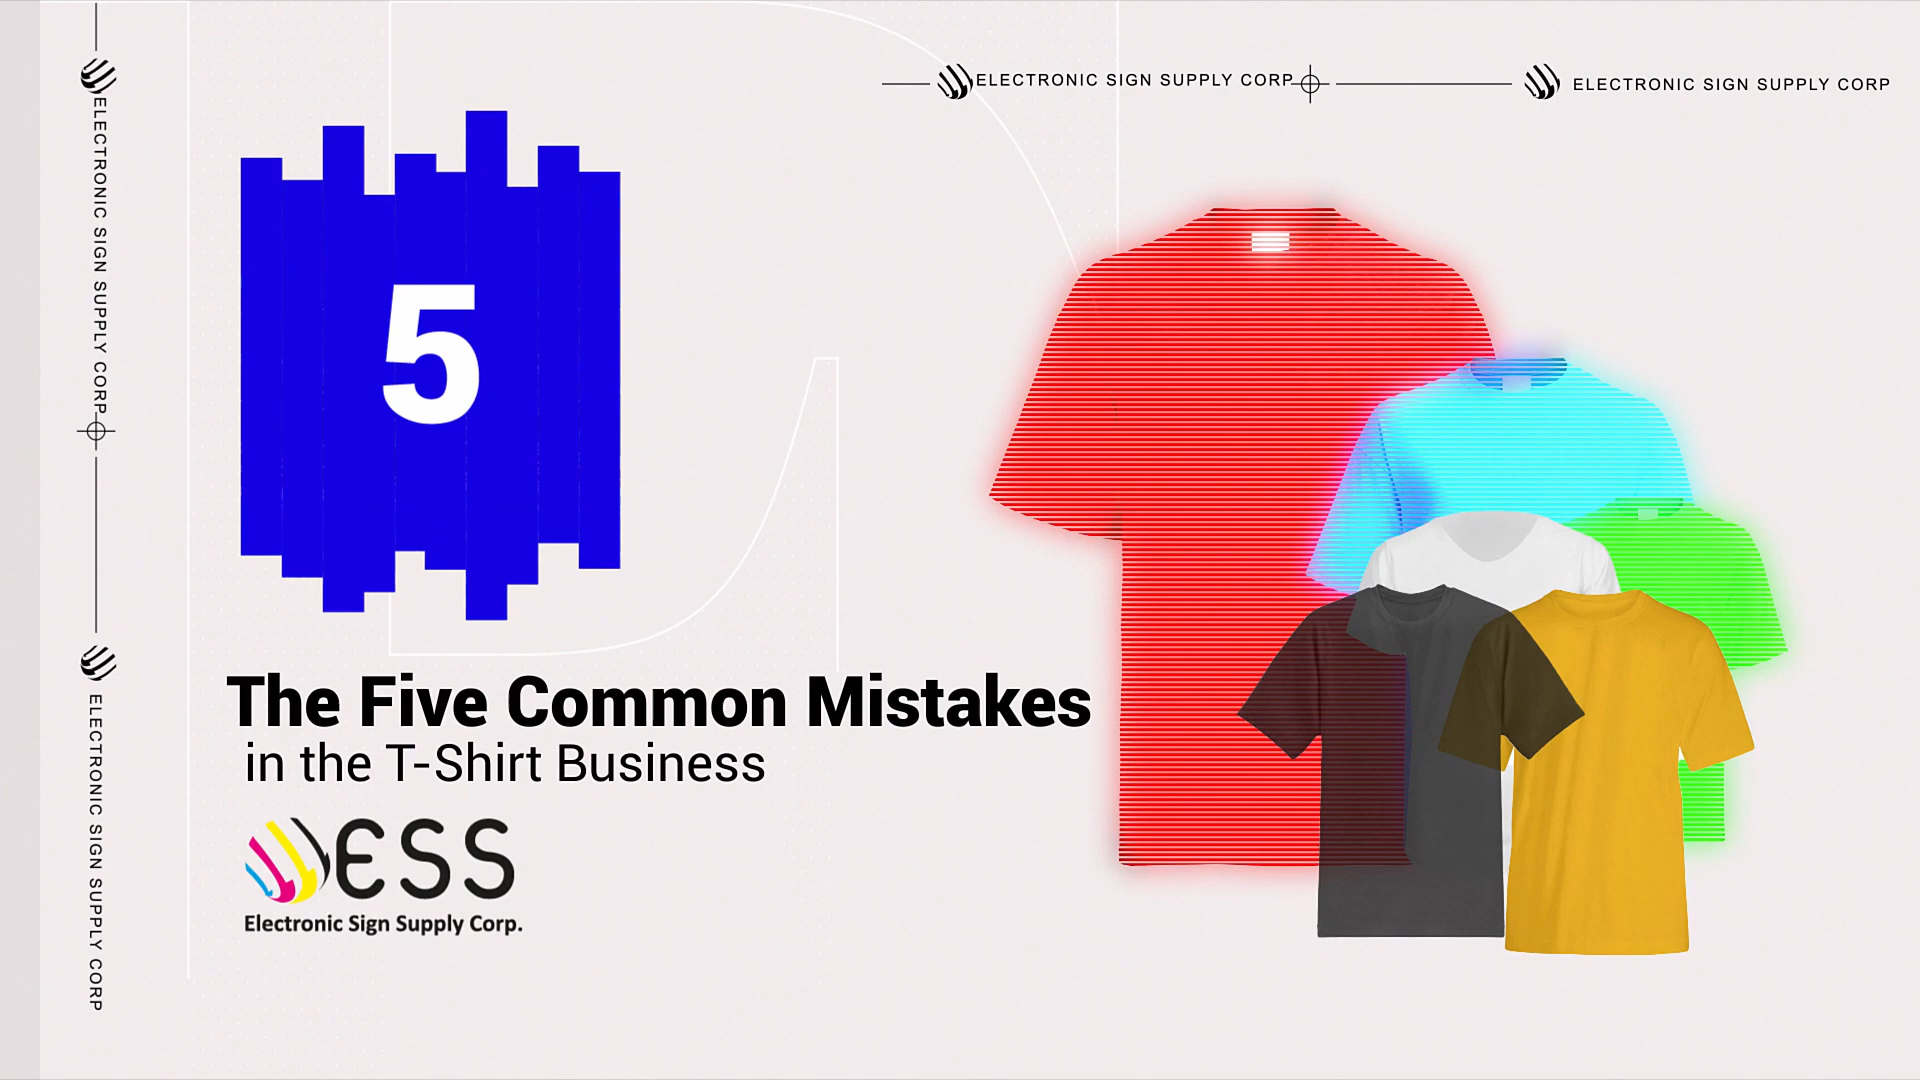 ELECTRONIC SIGN SUPPLY CORP
ELECTRONIC SIGN SUPPLY CORP
ELECTRONIC SIGN SUPPLY CORP
ELECTRONIC SIGN SUPPLY CORP
5
The Five Common Mistakes
in the T-Shirt Business
ESS
Electronic Sign Supply Corp.